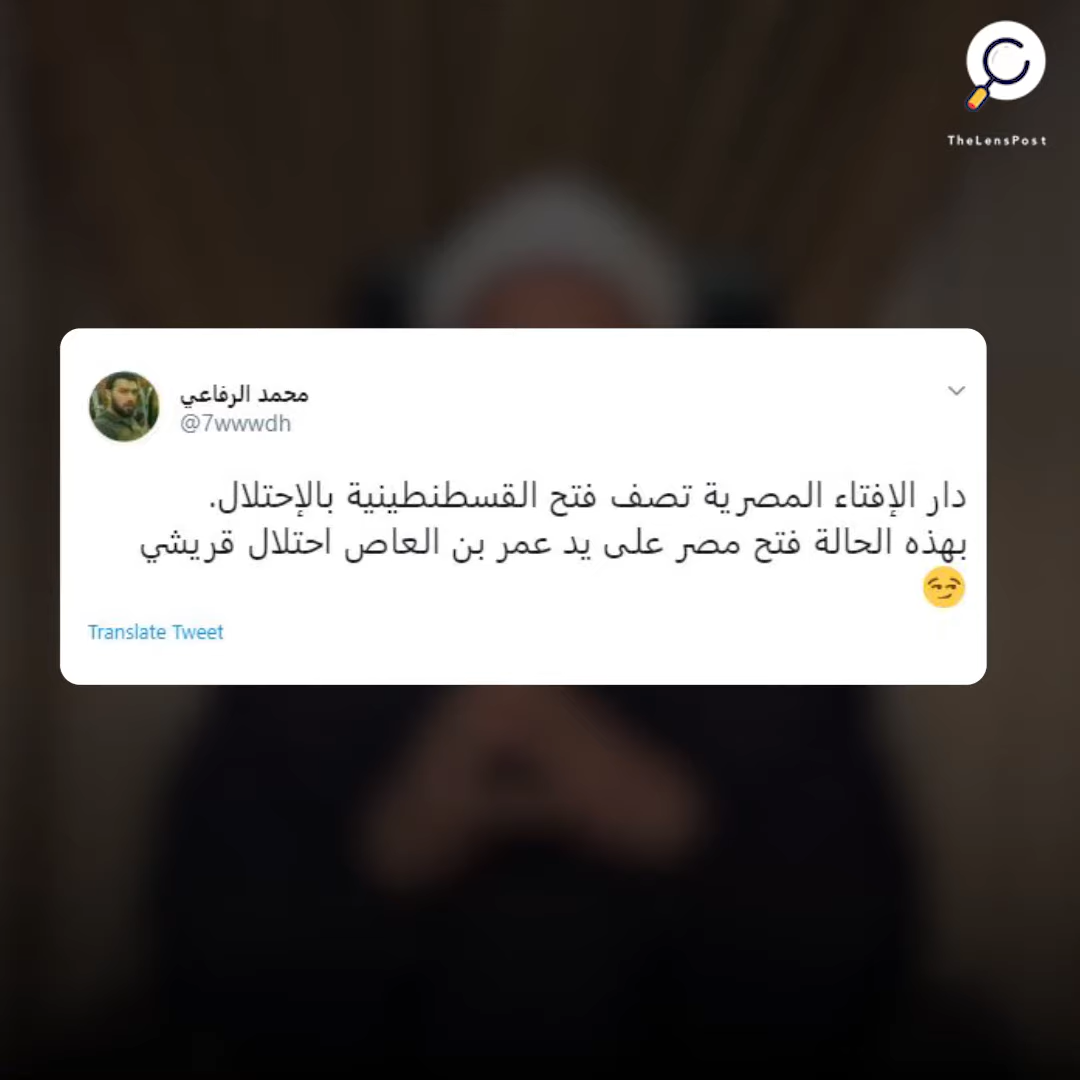 TheLensPost
محمد الرفاعي
@7wwwdh
دار الإفتاء المصرية تصف فتح القسطنطينية بالإحتلال.
بهذه الحالة فتح مصر على يد عمر بن العاص احتلال قريشي
😏
Translate Tweet